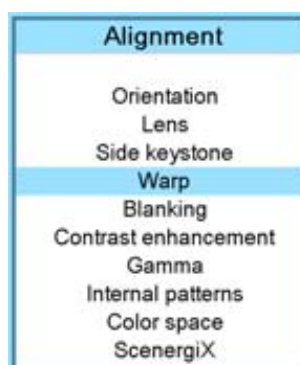 Alignment
Orientation
Lens
Side keystone
Warp
Blanking
Contrast enhancement
Gamma
Internal patterns
Color space
ScenergiX